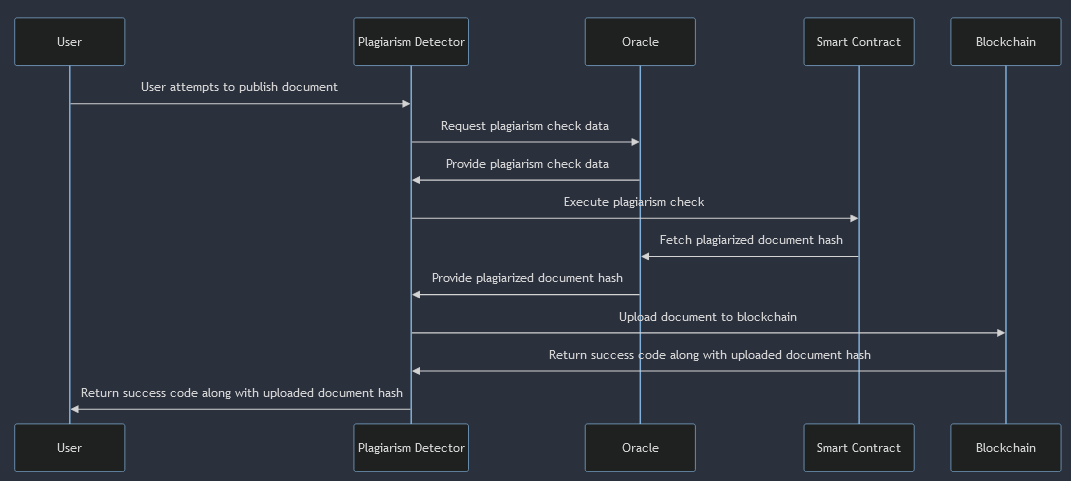 User
Plagiarism Detector
Oracle
Smart Contract
Blockchain
User attempts to publish document
Request plagiarism check data
Provide plagiarism check data
Execute plagiarism check
Fetch plagiarized document hash
Provide plagiarized document hash
Upload document to blockchain
Return success code along with uploaded document hash
Return success code along with uploaded document hash
User
Plagiarism Detector
Oracle
Smart Contract
Blockchain